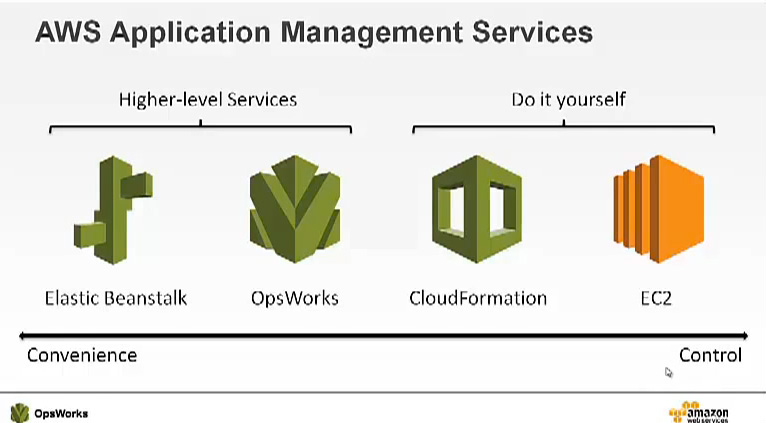 AWS Application Management Services
Higher-level Services
Do it yourself
Elastic Beanstalk
OpsWorks
CloudFormation
EC2
Convenience
Control
OpsWorks
amazon
web services